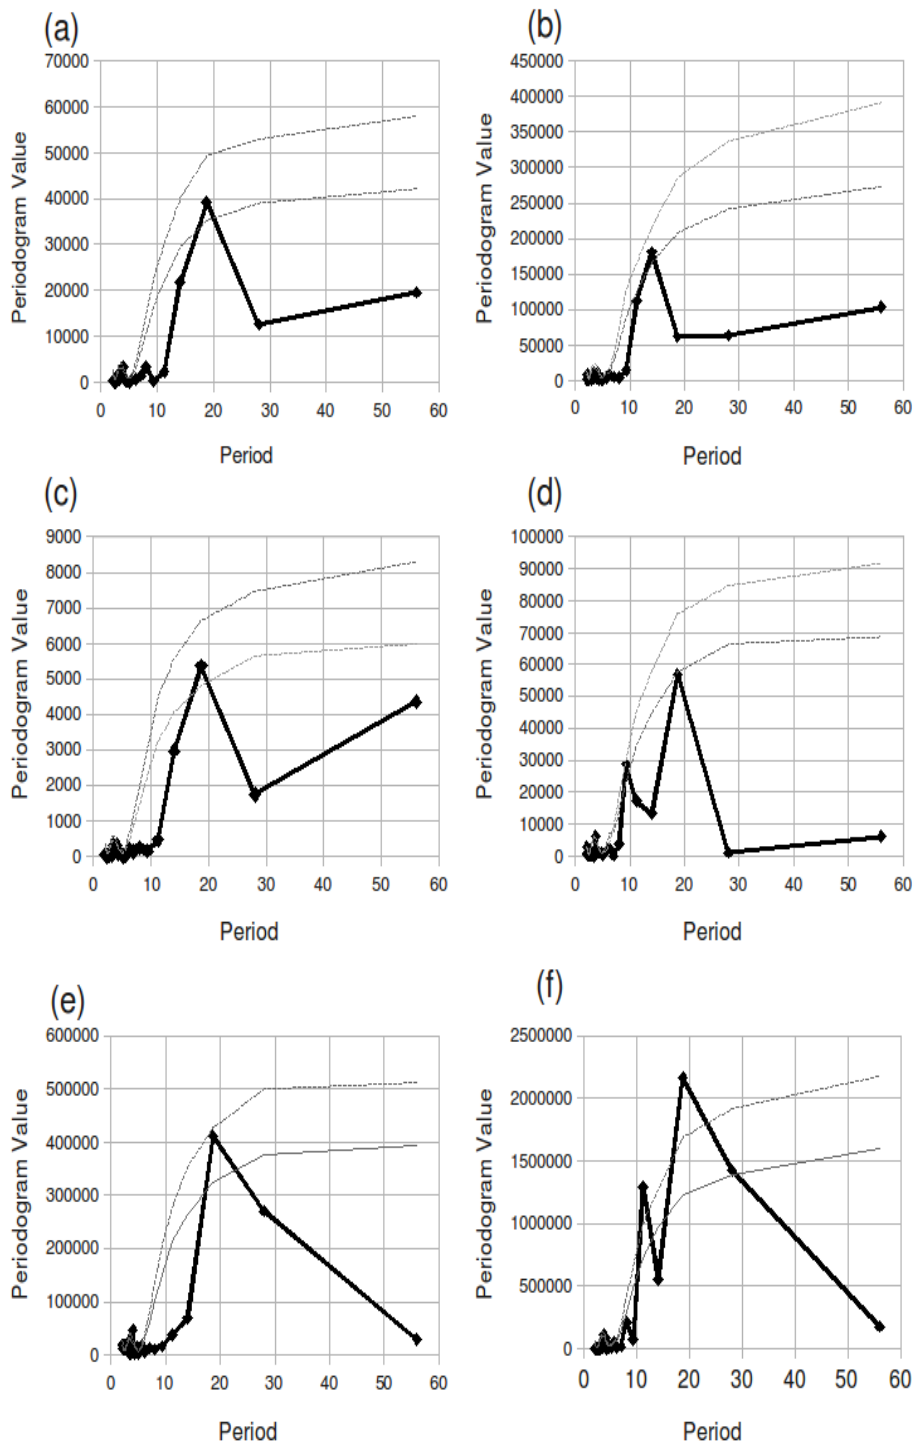 (a)
70000
60000
50000
40000
30000
20000
10000
0
0 10 20 30 40 50 60
Periodogram Value
Period
(b)
450000
400000
350000
300000
250000
200000
150000
100000
50000
0
0 10 20 30 40 50 60
Periodogram Value
Period
(c)
9000
8000
7000
6000
5000
4000
3000
2000
1000
0
0 10 20 30 40 50 60
Periodogram Value
Period
(d)
100000
90000
80000
70000
60000
50000
40000
30000
20000
10000
0
0 10 20 30 40 50 60
Periodogram Value
Period
(e)
600000
500000
400000
300000
200000
100000
0
0 10 20 30 40 50 60
Periodogram Value
Period
(f)
2500000
2000000
1500000
1000000
500000
0
0 10 20 30 40 50 60
Periodogram Value
Period